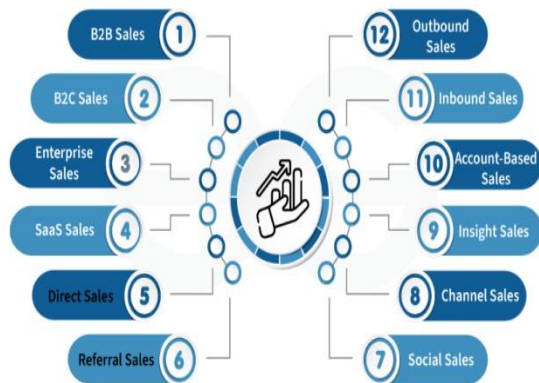 B2B Sales 1
B2C Sales 2
Enterprise
Sales 3
SaaS Sales 4
Direct Sales 5
Referral Sales 6
12 Outbound
Sales
11 Inbound Sales
10 Account-Based
Sales
9 Insight Sales
8 Channel Sales
7 Social Sales